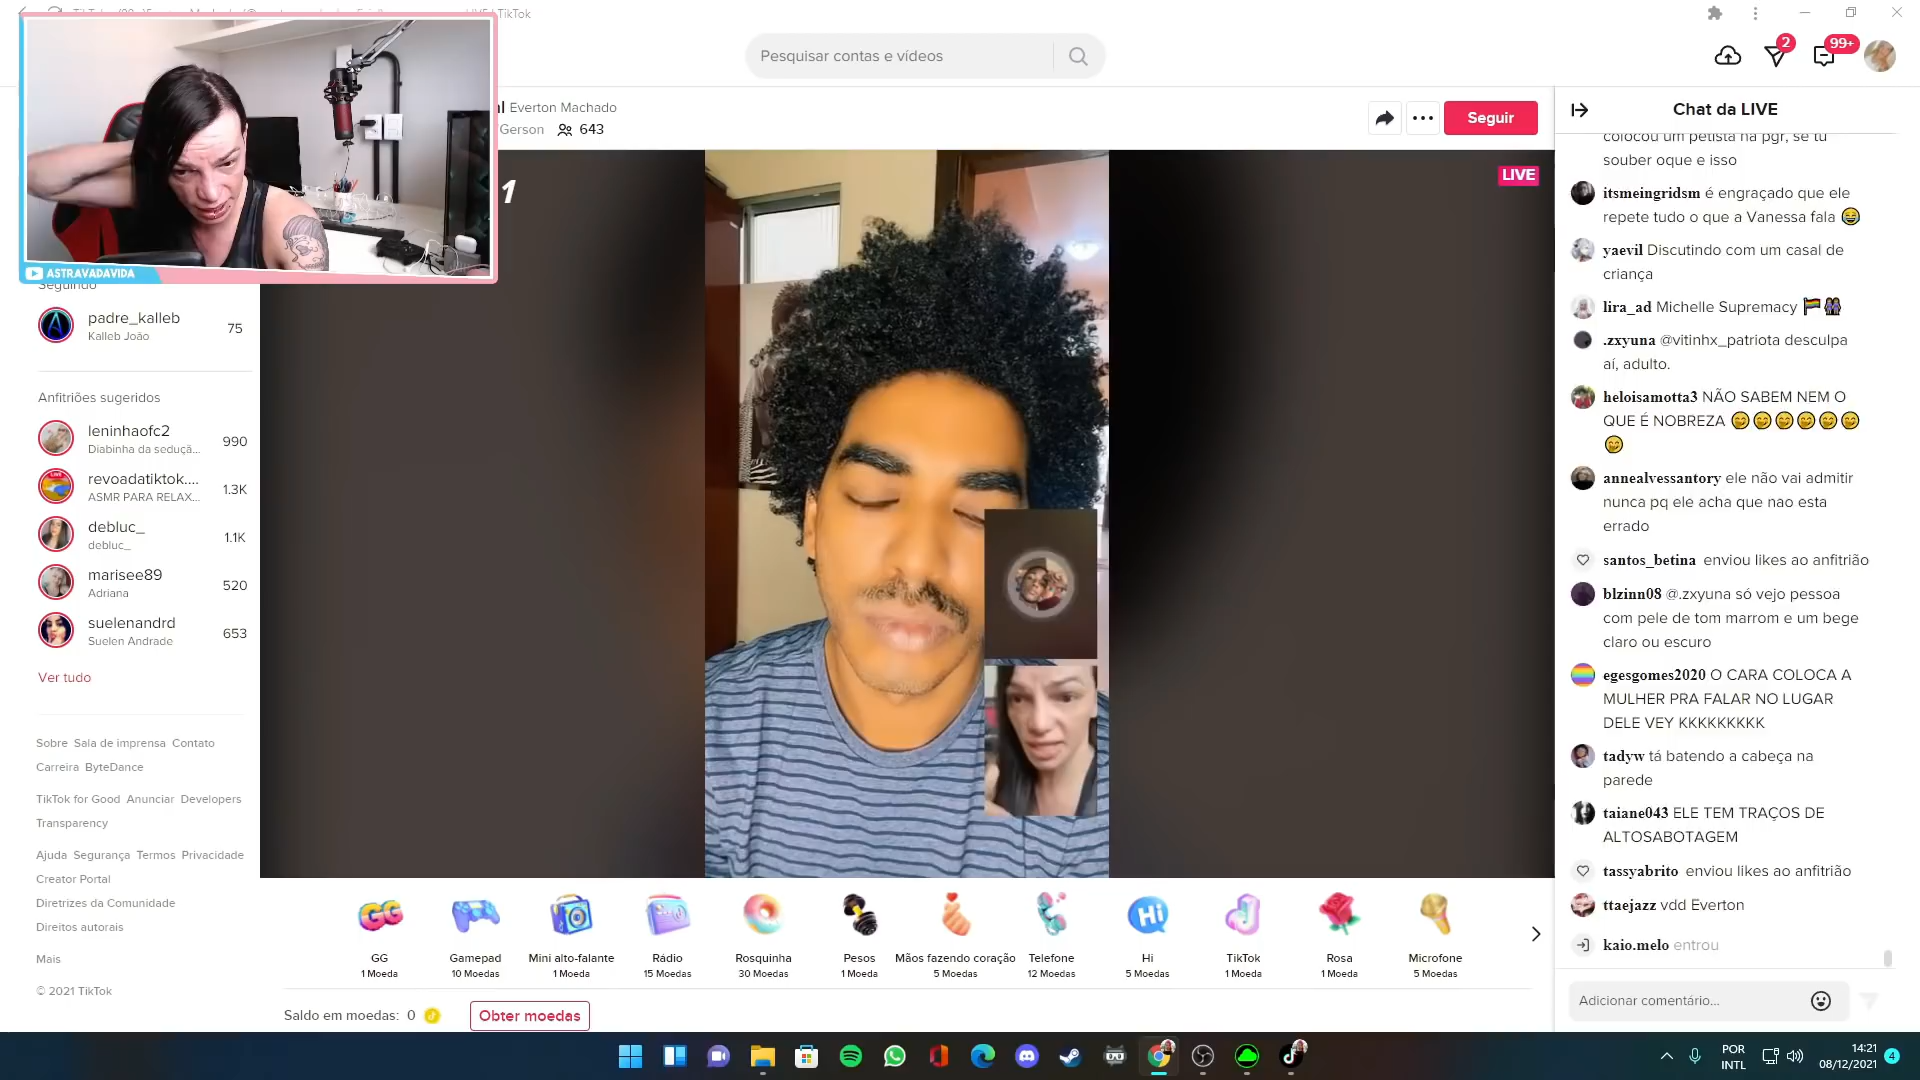 Pesquisar contas e vídeos
2
99+
Everton Machado
Gerson 643
Seguir
Chat da LIVE
LIVE
1
ASTRAVADAVIDA
padre_kalleb
Kalleb João
75
Anfitriões sugeridos
leninhaofc2
Diabinha da seduçã...
990
revoadatiktok....
ASMR PARA RELAX...
1.3K
debluc_
debluc_
1.1K
marisee89
Adriana
520
suelenandrd
Suelen Andrade
653
Ver tudo
Sobre Sala de imprensa Contato
Carreira ByteDance
TikTok for Good Anunciar Developers
Transparency
Ajuda Segurança Termos Privacidade
Creator Portal
Diretrizes da Comunidade
Direitos autorais
Mais
© 2021 TikTok
colocou um petista na pgr, se tu
souber oque e isso
itsmeingridsm é engraçado que ele
repete tudo o que a Vanessa fala 😂
yaevil Discutindo com um casal de
criança
lira_ad Michelle Supremacy 🏳️‍🌈👭
.zxyuna @vitinhx_patriota desculpa
aí, adulto.
heloisamotta3 NÃO SABEM NEM O
QUE É NOBREZA 🤭🤭🤭🤭🤭🤭
🤭
annealvessantory ele não vai admitir
nunca pq ele acha que nao esta
errado
santos_betina enviou likes ao anfitrião
blzinn08 @.zxyuna só vejo pessoa
com pele de tom marrom e um bege
claro ou escuro
egesgomes2020 O CARA COLOCA A
MULHER PRA FALAR NO LUGAR
DELE VEY KKKKKKKKK
tadyw tá batendo a cabeça na
parede
taiane043 ELE TEM TRAÇOS DE
ALTOSABOTAGEM
tassyabrito enviou likes ao anfitrião
ttaejazz vdd Everton
kaio.melo entrou
Adicionar comentário...
GG
1 Moeda
Gamepad
10 Moedas
Mini alto-falante
1 Moeda
Rádio
15 Moedas
Rosquinha
30 Moedas
Pesos
1 Moeda
Mãos fazendo coração
5 Moedas
Telefone
12 Moedas
Hi
Hi
5 Moedas
TikTok
1 Moeda
Rosa
1 Moeda
Microfone
5 Moedas
Saldo em moedas: 0
Obter moedas
POR
INTL
14:21
08/12/2021
4